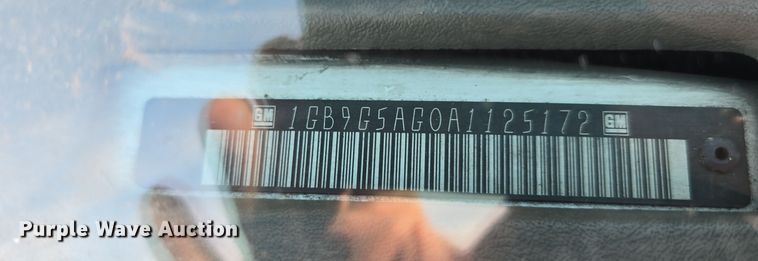 GM 1GB9G5AG0A1125172 GM
Purple Wave Auction